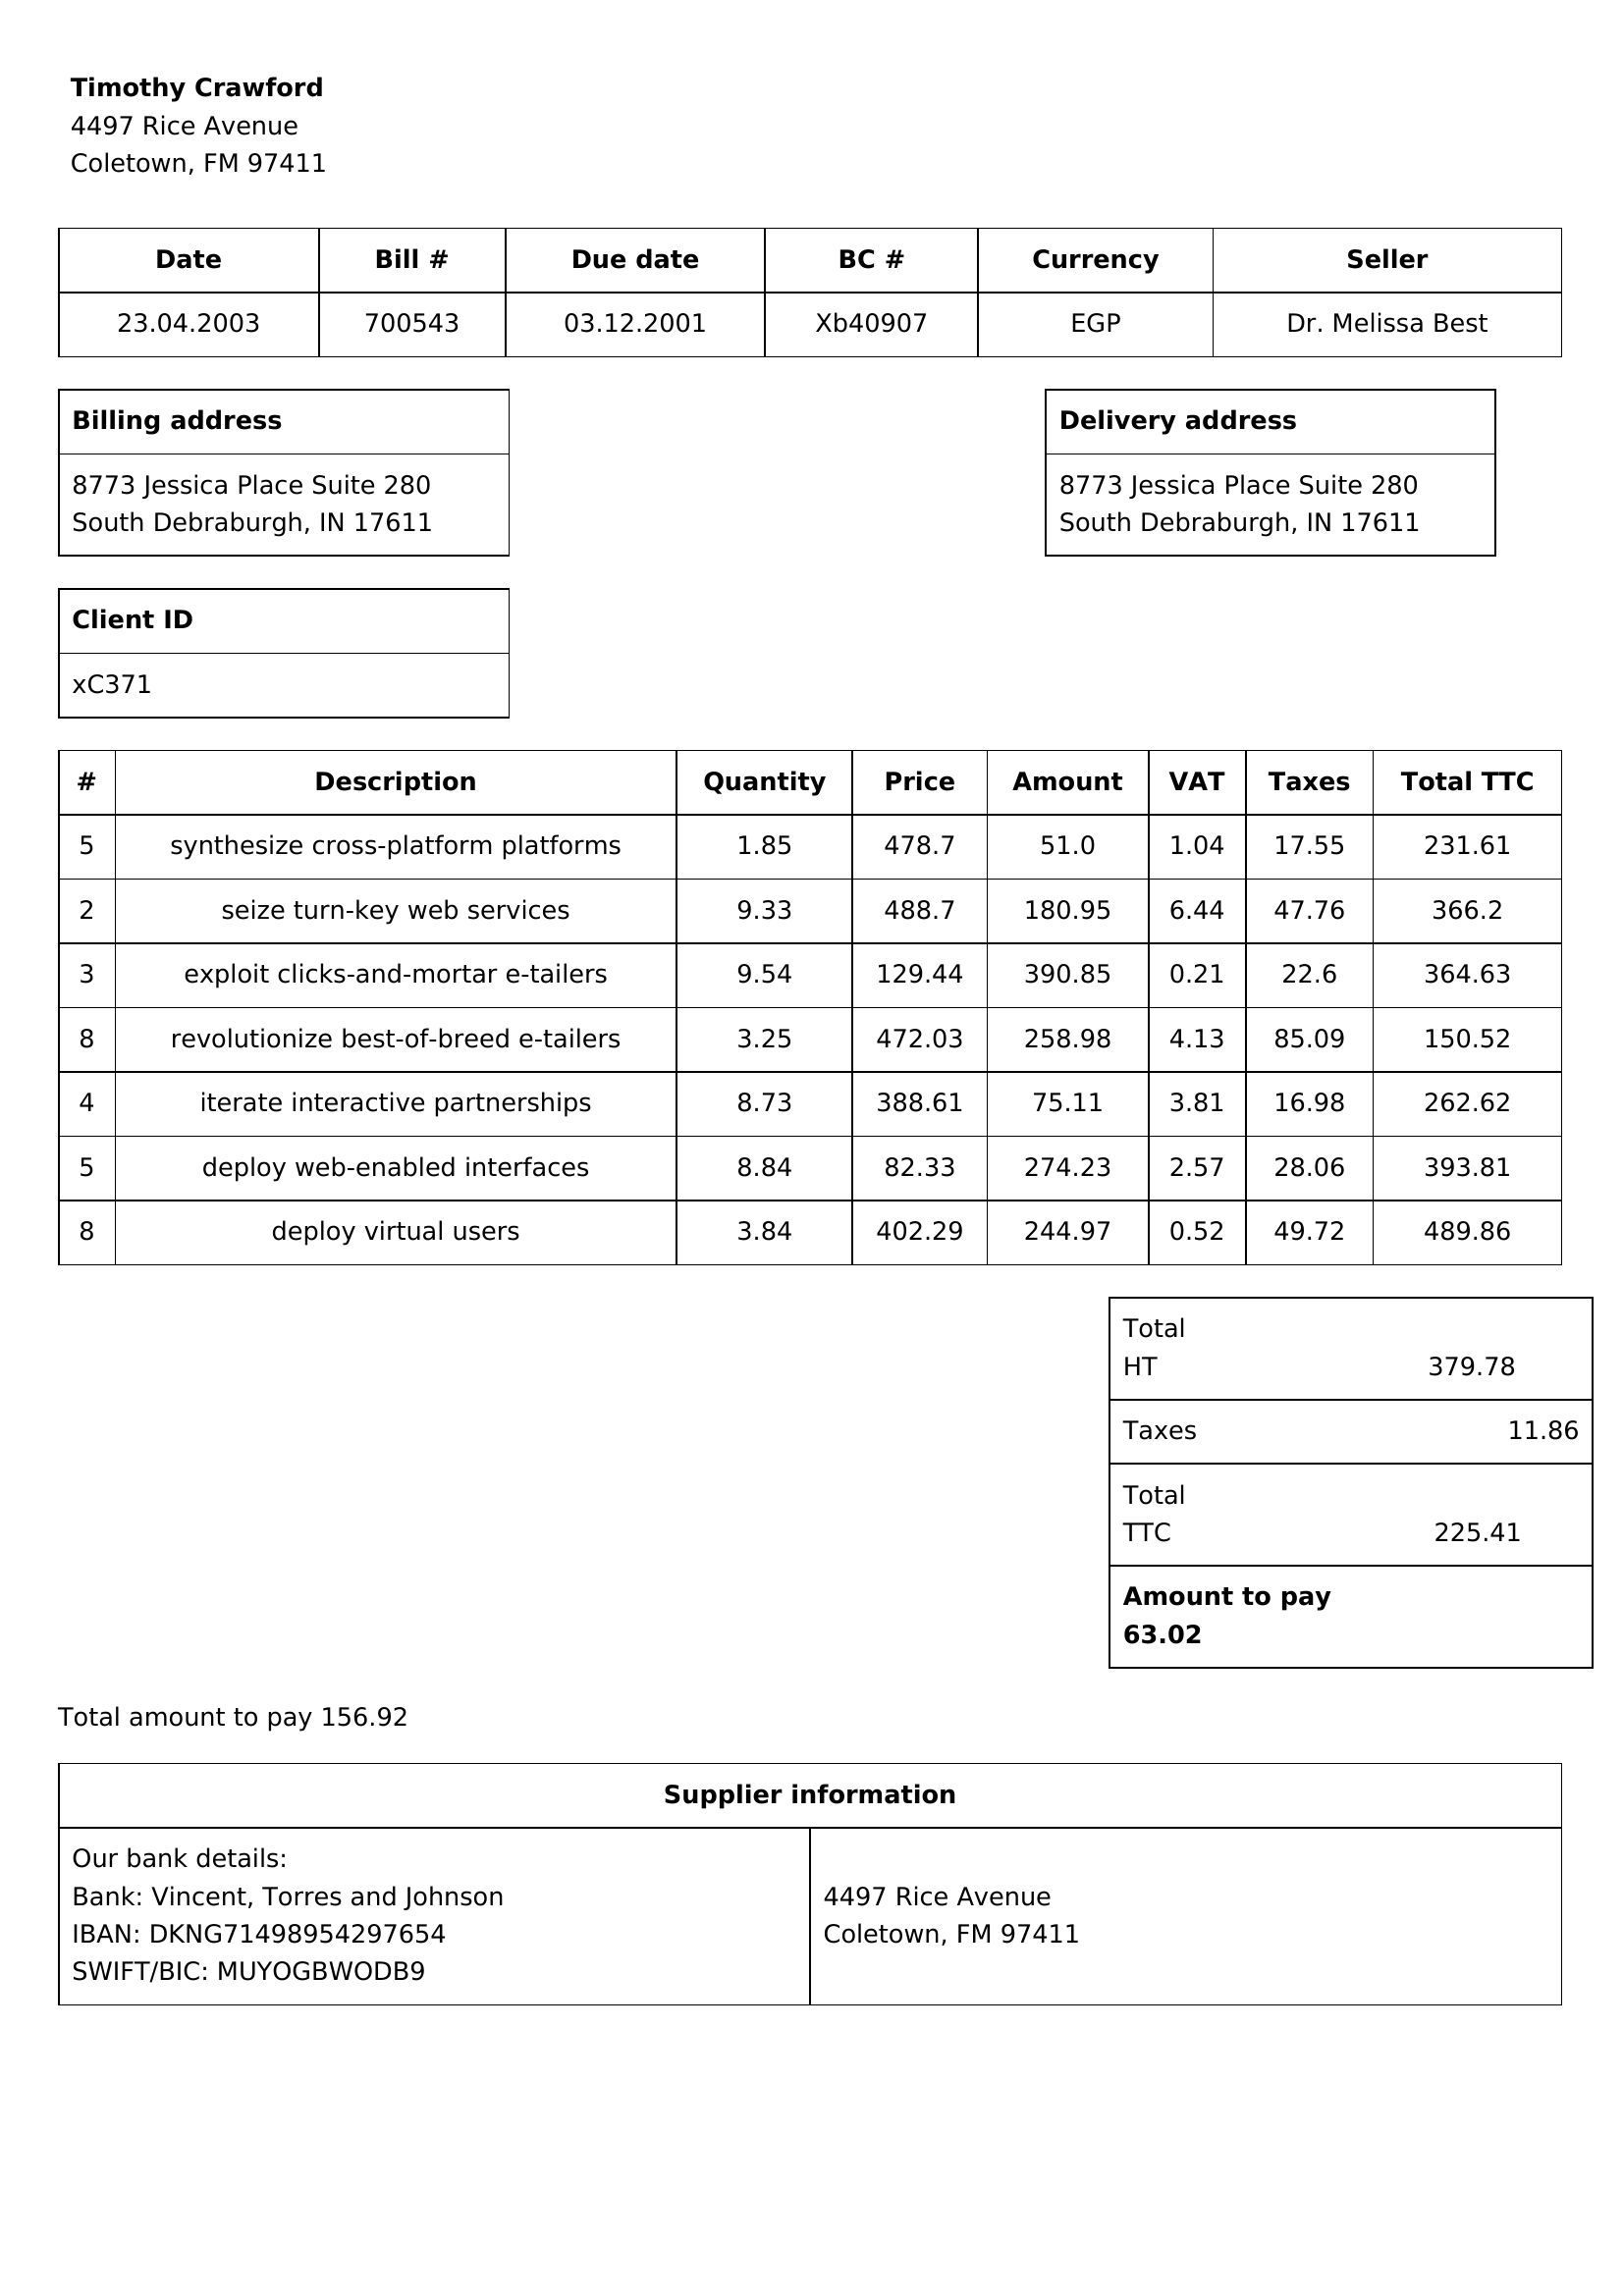 Timothy Crawford
4497 Rice Avenue
Coletown, FM 97411
Date Bill # Due date BC # Currency Seller
23.04.2003 700543 03.12.2001 Xb40907 EGP Dr. Melissa Best
Billing address
8773 Jessica Place Suite 280
South Debraburgh, IN 17611
Delivery address
8773 Jessica Place Suite 280
South Debraburgh, IN 17611
Client ID
xC371
# Description Quantity Price Amount VAT Taxes Total TTC
5 synthesize cross-platform platforms 1.85 478.7 51.0 1.04 17.55 231.61
2 seize turn-key web services 9.33 488.7 180.95 6.44 47.76 366.2
3 exploit clicks-and-mortar e-tailers 9.54 129.44 390.85 0.21 22.6 364.63
8 revolutionize best-of-breed e-tailers 3.25 472.03 258.98 4.13 85.09 150.52
4 iterate interactive partnerships 8.73 388.61 75.11 3.81 16.98 262.62
5 deploy web-enabled interfaces 8.84 82.33 274.23 2.57 28.06 393.81
8 deploy virtual users 3.84 402.29 244.97 0.52 49.72 489.86
Total
HT 379.78
Taxes 11.86
Total
TTC 225.41
Amount to pay
63.02
Total amount to pay 156.92
Supplier information
Our bank details:
Bank: Vincent, Torres and Johnson
IBAN: DKNG71498954297654
SWIFT/BIC: MUYOGBWODB9
4497 Rice Avenue
Coletown, FM 97411